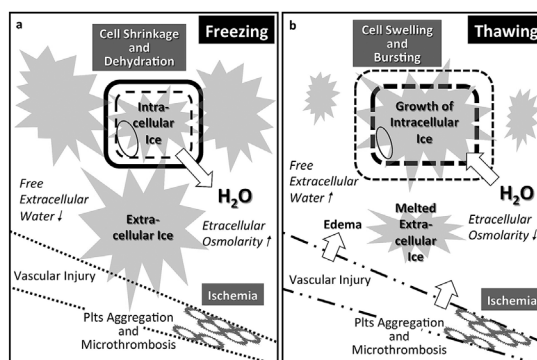 a
Freezing
Cell Shrinkage
and
Dehydration
Intra-
cellular
Ice
H2O
Free
Extracellular
Water ↓
Extra-
cellular Ice
Etracellular
Osmolarity ↑
Vascular Injury
Ischemia
Plts Aggregation
and
Microthrombosis
b
Thawing
Cell Swelling
and
Bursting
Growth of
Intracellular
Ice
H2O
Free
Extracellular
Water ↑
Edema
Melted
Extra-
cellular
Ice
Etracellular
Osmolarity ↓
Vascular Injury
Ischemia
Plts Aggregation
and
Microthrombosis